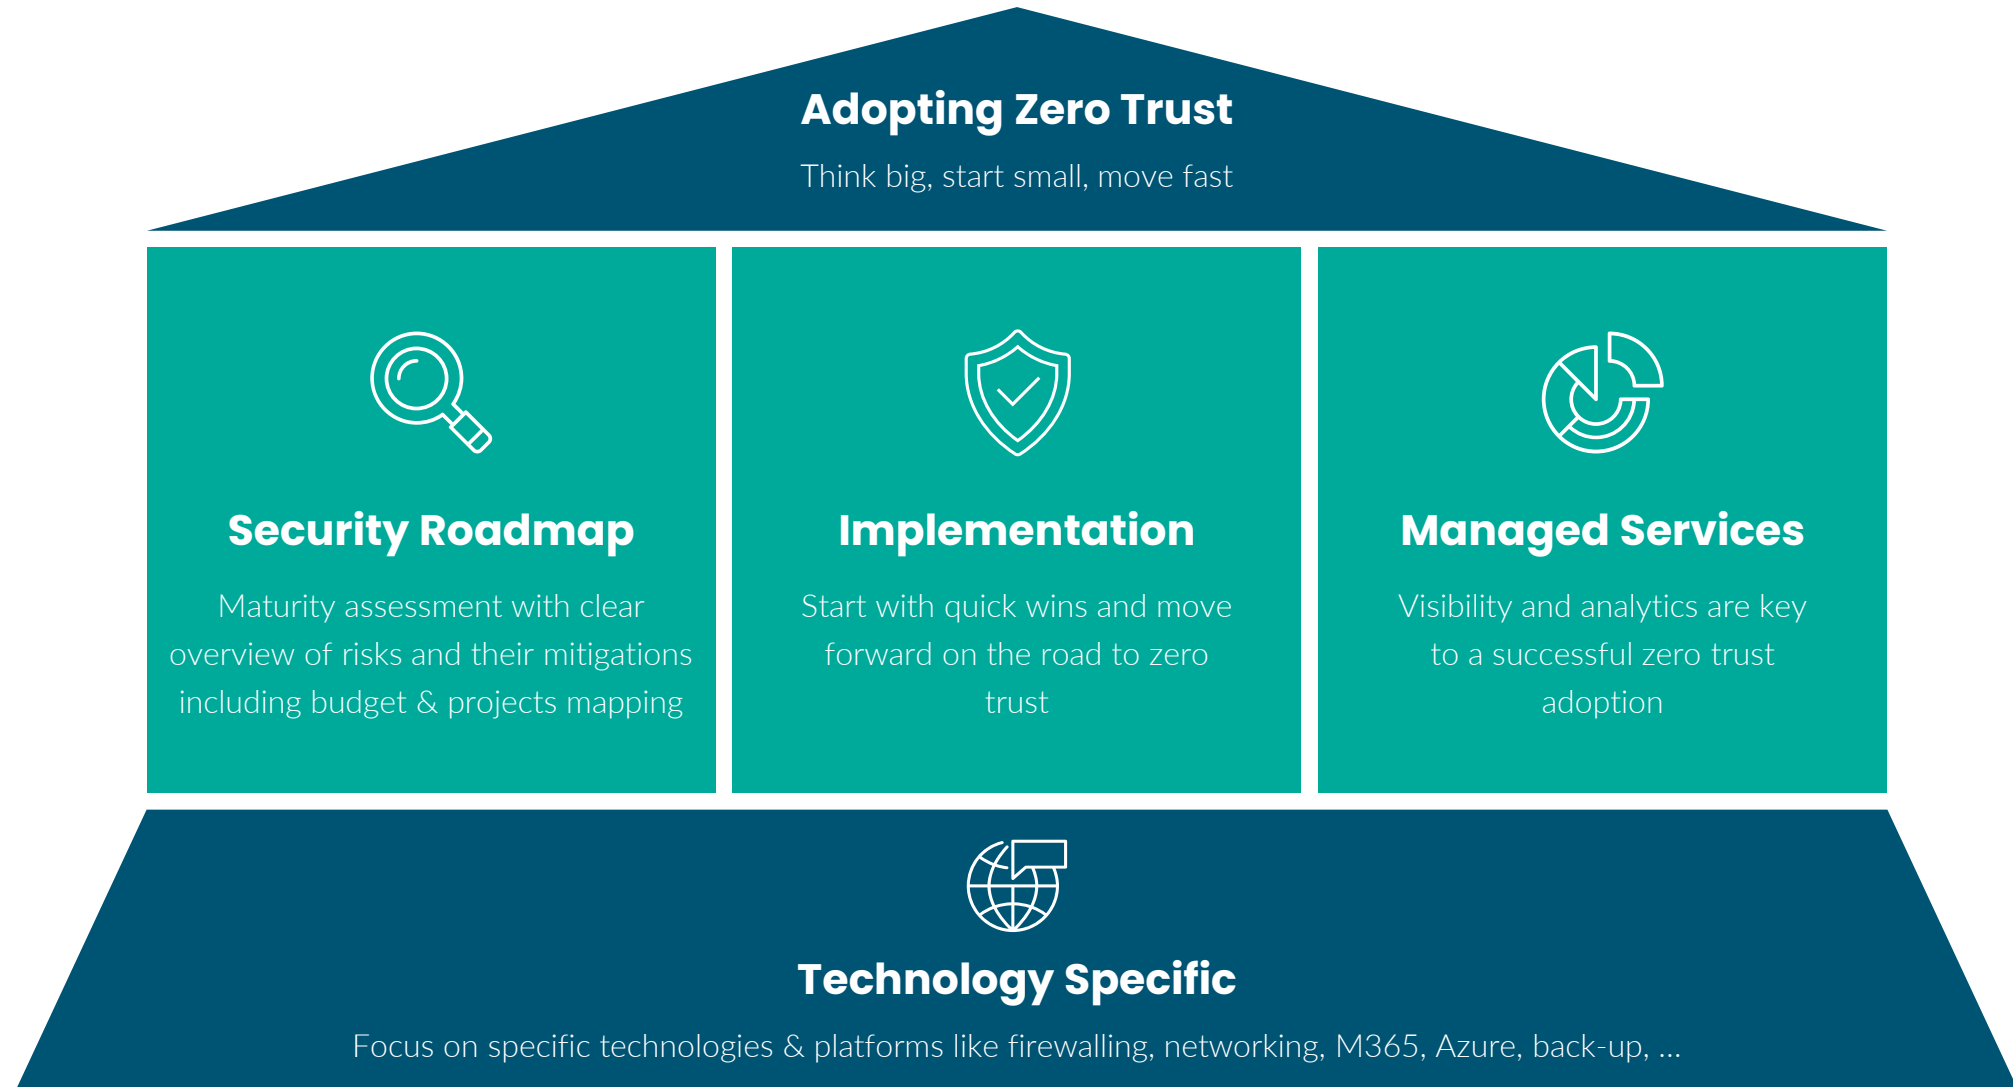 Adopting Zero Trust
Think big, start small, move fast
Security Roadmap
Maturity assessment with clear
overview of risks and their mitigations
including budget & projects mapping
Implementation
Start with quick wins and move
forward on the road to zero
trust
Managed Services
Visibility and analytics are key
to a successful zero trust
adoption
Technology Specific
Focus on specific technologies & platforms like firewalling, networking, M365, Azure, back-up, ...